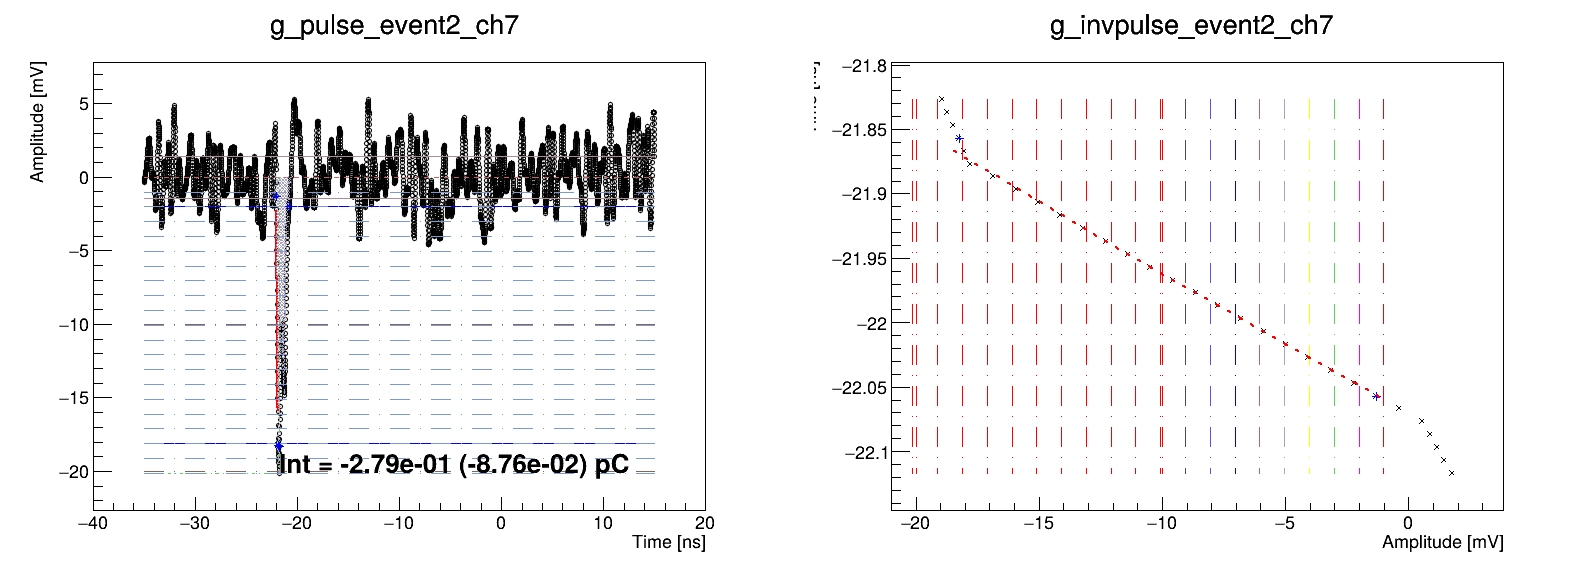 g_pulse_event2_ch7
Amplitude [mV]
5
0
−5
−10
−15
−20
Int = -2.79e-01 (-8.76e-02) pC
−40 −30 −20 −10 0 10 20
Time [ns]
g_invpulse_event2_ch7
−21.8
−21.85
−21.9
−21.95
−22
−22.05
−22.1
−20 −15 −10 −5 0
Amplitude [mV]